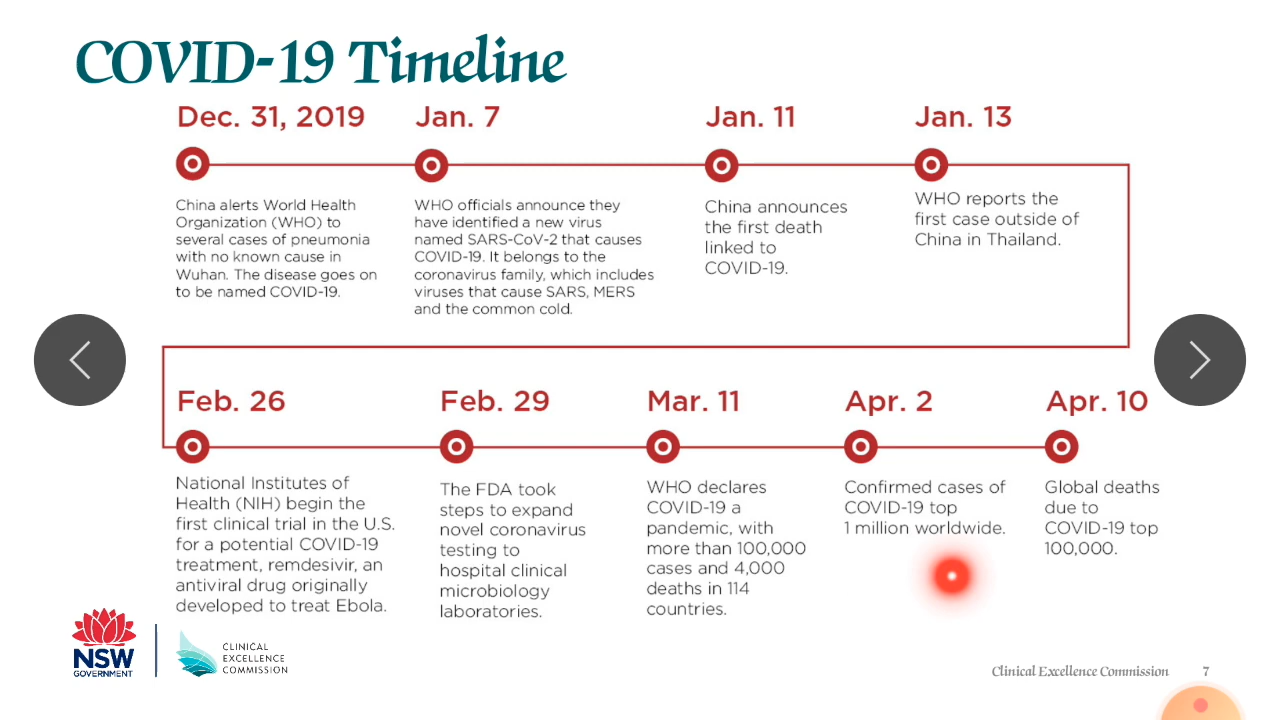 COVID-19 Timeline
Dec. 31, 2019
China alerts World Health
Organization (WHO) to
several cases of pneumonia
with no known cause in
Wuhan. The disease goes on
to be named COVID-19.
Jan. 7
WHO officials announce they
have identified a new virus
named SARS-CoV-2 that causes
COVID-19. It belongs to the
coronavirus family, which includes
viruses that cause SARS, MERS
and the common cold.
Jan. 11
China announces
the first death
linked to
COVID-19.
Jan. 13
WHO reports the
first case outside of
China in Thailand.
Feb. 26
National Institutes of
Health (NIH) begin the
first clinical trial in the U.S.
for a potential COVID-19
treatment, remdesivir, an
antiviral drug originally
developed to treat Ebola.
Feb. 29
The FDA took
steps to expand
novel coronavirus
testing to
hospital clinical
microbiology
laboratories.
Mar. 11
WHO declares
COVID-19 a
pandemic, with
more than 100,000
cases and 4,000
deaths in 114
countries.
Apr. 2
Confirmed cases of
COVID-19 top
1 million worldwide.
Apr. 10
Global deaths
due to
COVID-19 top
100,000.
NSW
GOVERNMENT
CLINICAL
EXCELLENCE
COMMISSION
Clinical Excellence Commission
7